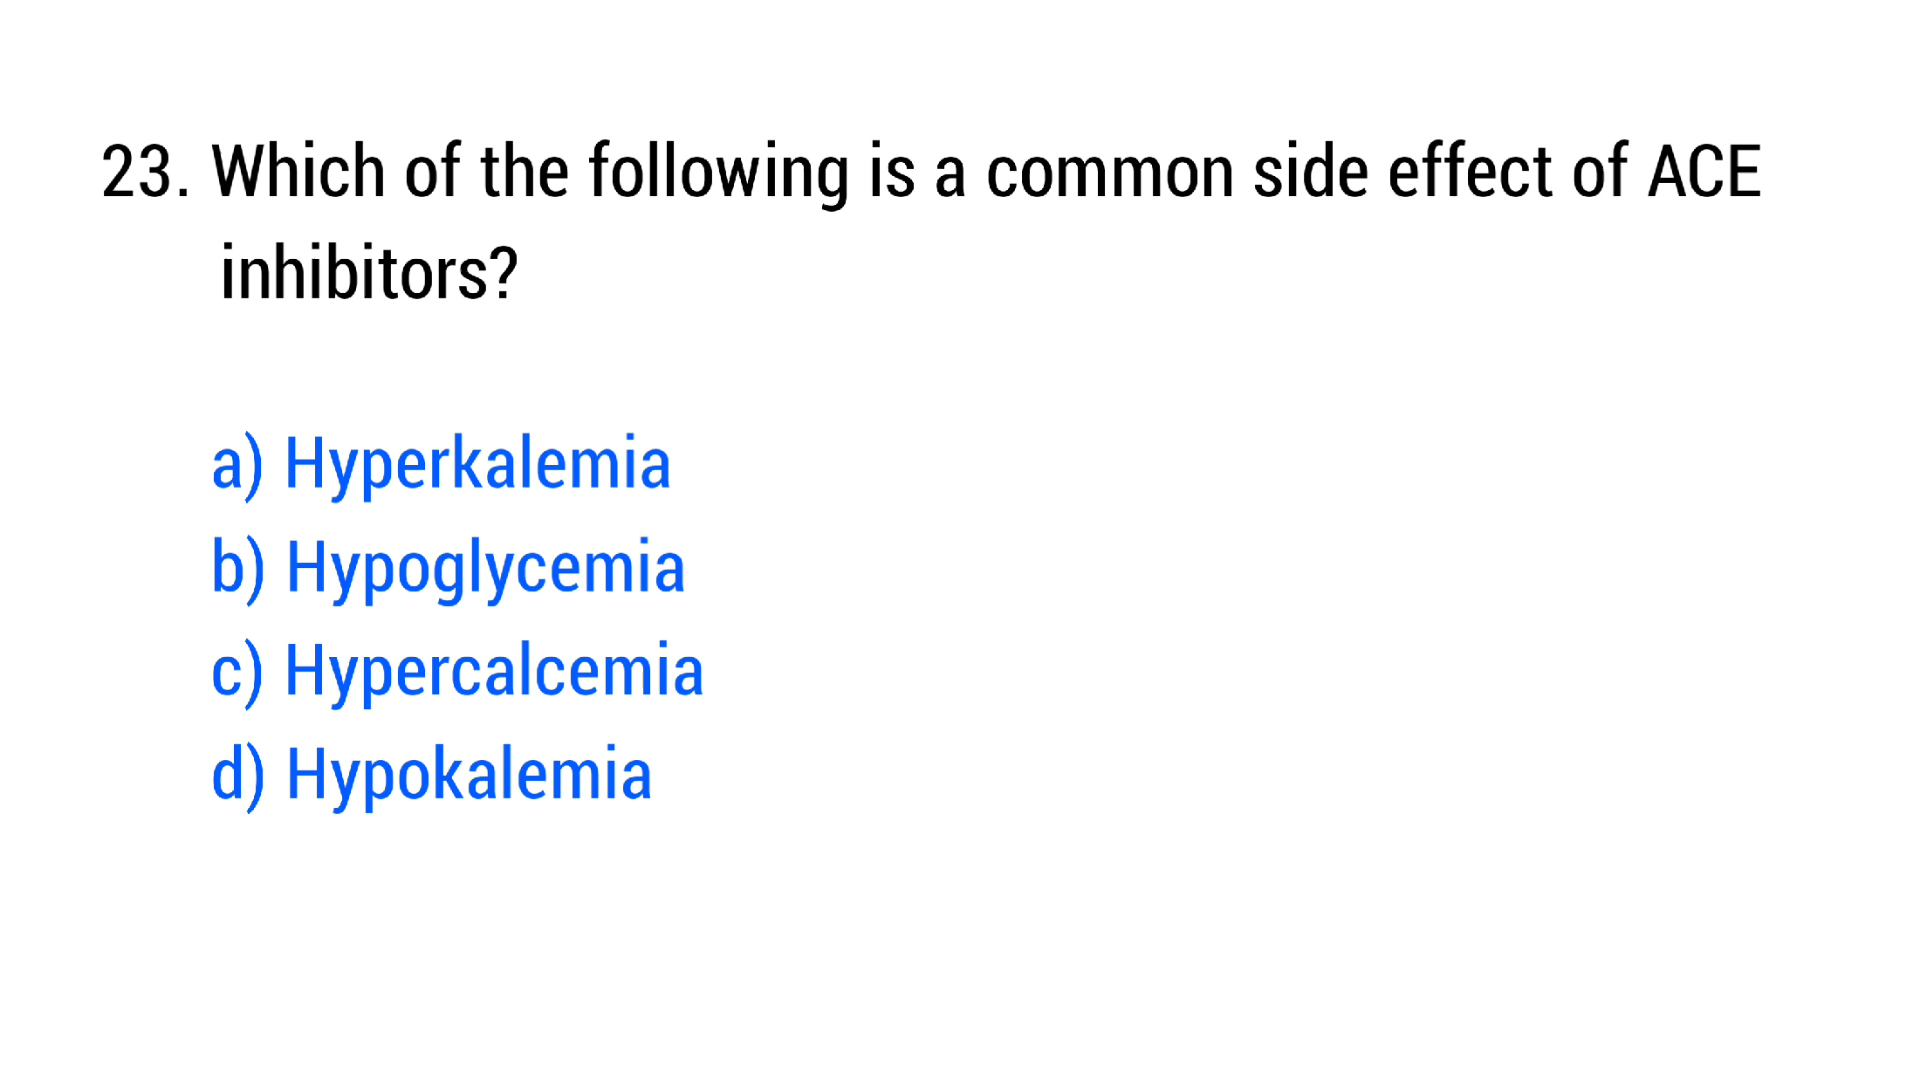 23. Which of the following is a common side effect of ACE
inhibitors?
a) Hyperkalemia
b) Hypoglycemia
c) Hypercalcemia
d) Hypokalemia